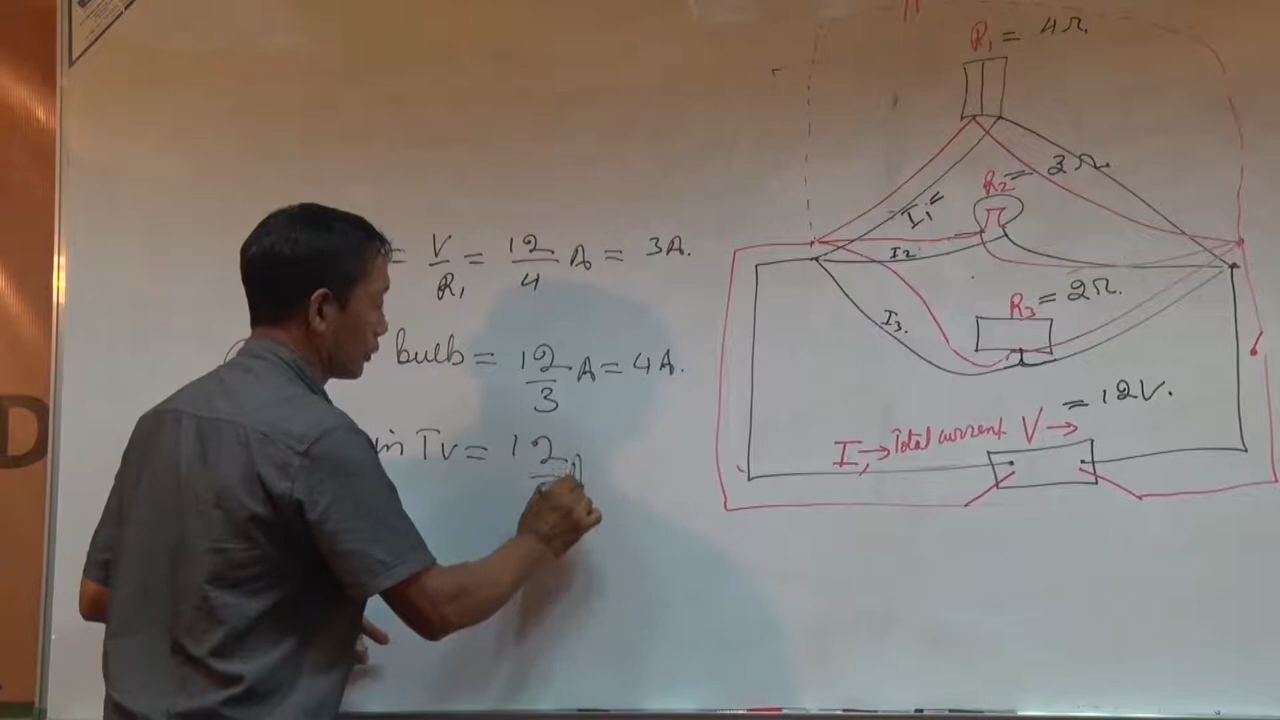 = V/R₁ = 12/4 A = 3A.
bulb = 12/3 A = 4A.
in Tv = 12
R₁ = 4Ω.
R₂ = 3Ω
I₁ =
I₂
R₃ = 2Ω.
I₃.
V → = 12V.
I → Total current
D